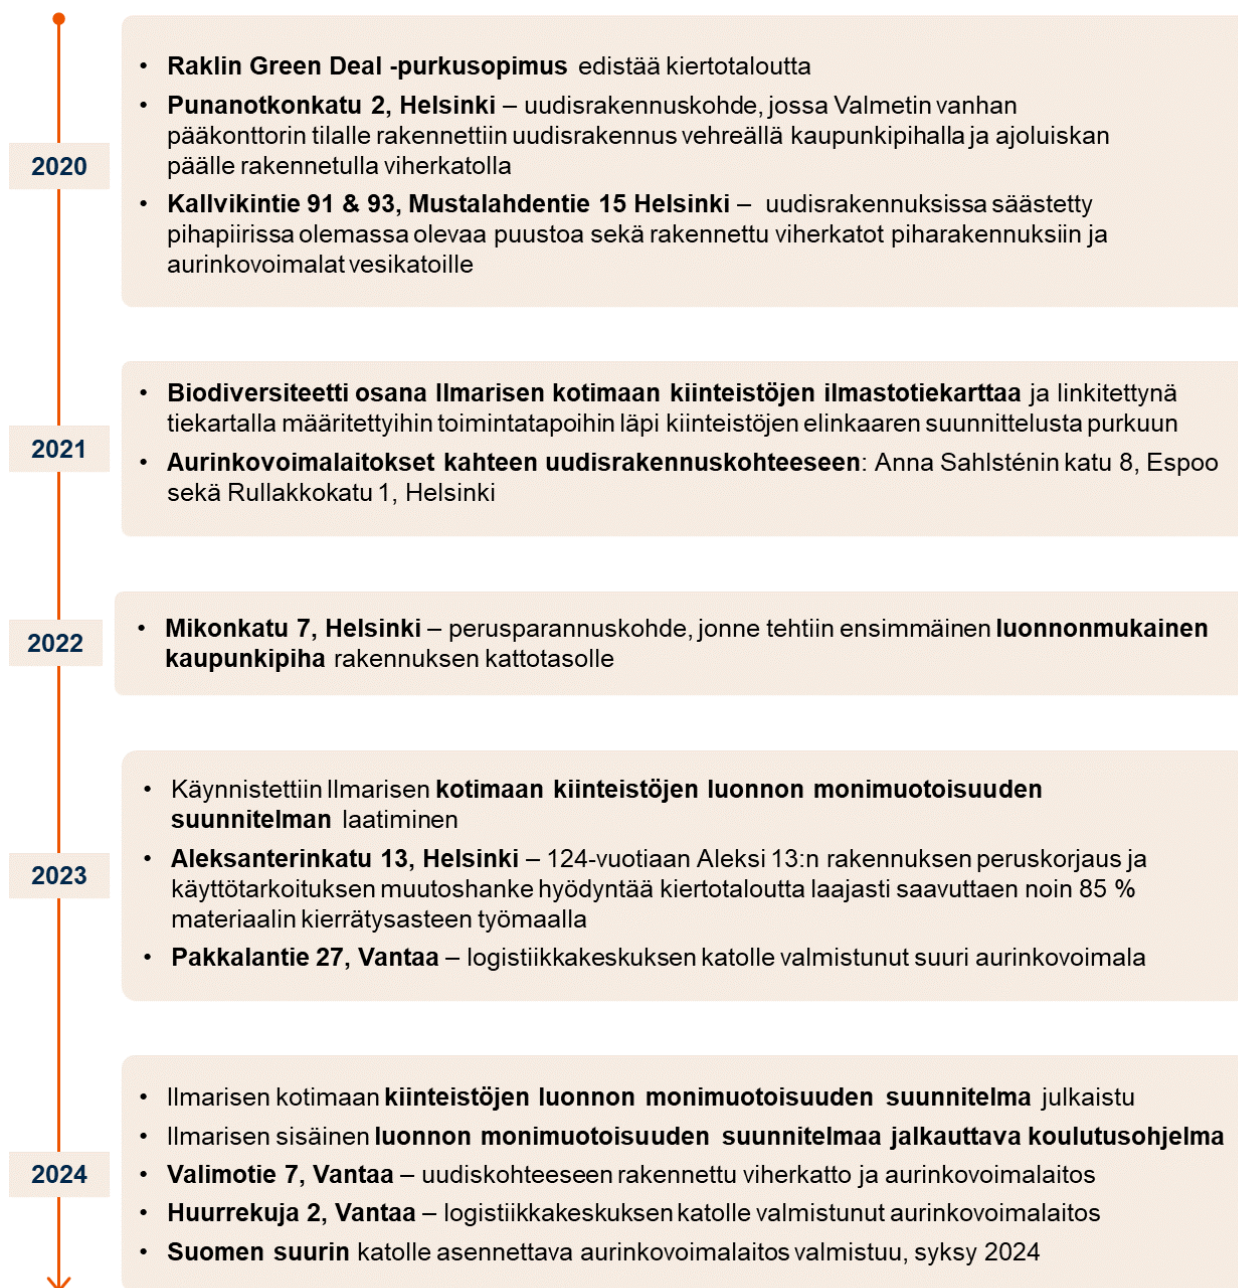 2020
• Raklin Green Deal -purkusopimus edistää kiertotaloutta
• Punanotkonkatu 2, Helsinki – uudisrakennuskohde, jossa Valmetin vanhan
pääkonttorin tilalle rakennettiin uudisrakennus vehreällä kaupunkipihalla ja ajoluiskan
päälle rakennetulla viherkatolla
• Kallvikintie 91 & 93, Mustalahdentie 15 Helsinki – uudisrakennuksissa säästetty
pihapiirissa olemassa olevaa puustoa sekä rakennettu viherkatot piharakennuksiin ja
aurinkovoimalat vesikatoille
2021
• Biodiversiteetti osana Ilmarisen kotimaan kiinteistöjen ilmastotiekarttaa ja linkitettynä
tiekartalla määritettyihin toimintatapoihin läpi kiinteistöjen elinkaaren suunnittelusta purkuun
• Aurinkovoimalaitokset kahteen uudisrakennuskohteeseen: Anna Sahlsténin katu 8, Espoo
sekä Rullakkokatu 1, Helsinki
2022
• Mikonkatu 7, Helsinki – perusparannuskohde, jonne tehtiin ensimmäinen luonnonmukainen
kaupunkipiha rakennuksen kattotasolle
2023
• Käynnistettiin Ilmarisen kotimaan kiinteistöjen luonnon monimuotoisuuden
suunnitelman laatiminen
• Aleksanterinkatu 13, Helsinki – 124-vuotiaan Aleksi 13:n rakennuksen peruskorjaus ja
käyttötarkoituksen muutoshanke hyödyntää kiertotaloutta laajasti saavuttaen noin 85 %
materiaalin kierrätysasteen työmaalla
• Pakkalantie 27, Vantaa – logistiikkakeskuksen katolle valmistunut suuri aurinkovoimala
2024
• Ilmarisen kotimaan kiinteistöjen luonnon monimuotoisuuden suunnitelma julkaistu
• Ilmarisen sisäinen luonnon monimuotoisuuden suunnitelmaa jalkauttava koulutusohjelma
• Valimotie 7, Vantaa – uudiskohteeseen rakennettu viherkatto ja aurinkovoimalaitos
• Huurrekuja 2, Vantaa – logistiikkakeskuksen katolle valmistunut aurinkovoimalaitos
• Suomen suurin katolle asennettava aurinkovoimalaitos valmistuu, syksy 2024